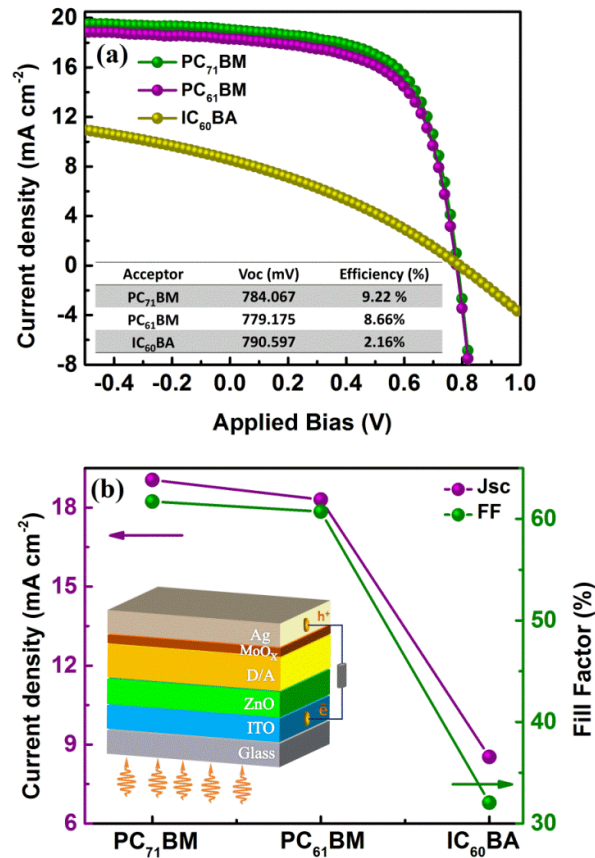 (a)
PC71BM
PC61BM
IC60BA
Current density (mA cm-2)
20
16
12
8
4
0
-4
-8
Acceptor Voc (mV) Efficiency (%)
PC71BM 784.067 9.22 %
PC61BM 779.175 8.66%
IC60BA 790.597 2.16%
-0.4 -0.2 0.0 0.2 0.4 0.6 0.8 1.0
Applied Bias (V)
(b)
Jsc
FF
Current density (mA cm-2)
18
15
12
9
6
Fill Factor (%)
60
50
40
30
h+
Ag
MoOx
D/A
ZnO
ITO
ē
Glass
PC71BM PC61BM IC60BA